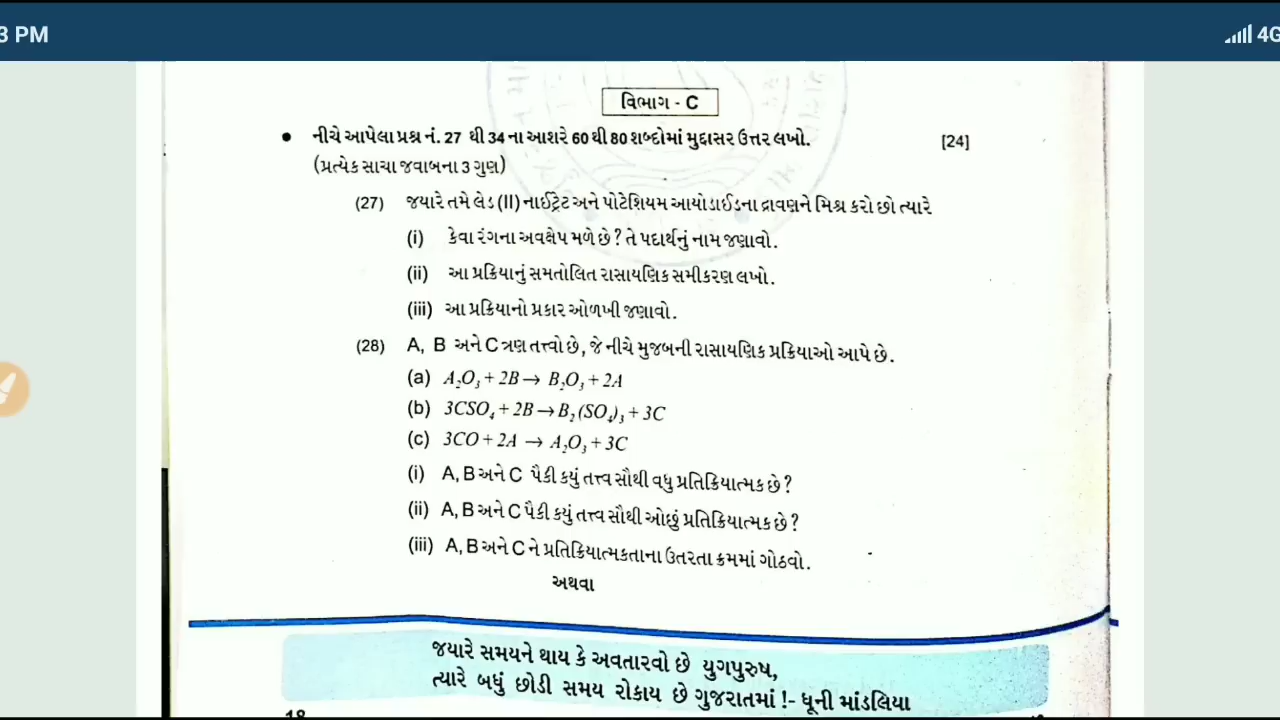 3 PM
4G
વિભાગ - C
• નીચે આપેલા પ્રશ્ન નં. 27 થી 34 ના આશરે 60 થી 80 શબ્દોમાં મુદ્દાસર ઉત્તર લખો. [24]
(પ્રત્યેક સાચા જવાબના 3 ગુણ)
(27) જયારે તમે લેડ (II) નાઈટ્રેટ અને પોટેશિયમ આયોડાઈડના દ્રાવણને મિશ્ર કરો છો ત્યારે
(i) કેવા રંગના અવક્ષેપ મળે છે? તે પદાર્થનું નામ જણાવો.
(ii) આ પ્રક્રિયાનું સમતોલિત રાસાયણિક સમીકરણ લખો.
(iii) આ પ્રક્રિયાનો પ્રકાર ઓળખી જણાવો.
(28) A, B અને C ત્રણ તત્ત્વો છે, જે નીચે મુજબની રાસાયણિક પ્રક્રિયાઓ આપે છે.
(a) A₂O₃ + 2B → B₂O₃ + 2A
(b) 3CSO₄ + 2B → B₂(SO₄)₃ + 3C
(c) 3CO + 2A → A₂O₃ + 3C
(i) A, B અને C પૈકી કયું તત્ત્વ સૌથી વધુ પ્રતિક્રિયાત્મક છે?
(ii) A, B અને C પૈકી કયું તત્ત્વ સૌથી ઓછું પ્રતિક્રિયાત્મક છે?
(iii) A, B અને C ને પ્રતિક્રિયાત્મકતાના ઉતરતા ક્રમમાં ગોઠવો.
અથવા
જયારે સમયને થાય કે અવતારવો છે યુગપુરુષ,
ત્યારે બધું છોડી સમય રોકાય છે ગુજરાતમાં !- ધૂની માંડલિયા